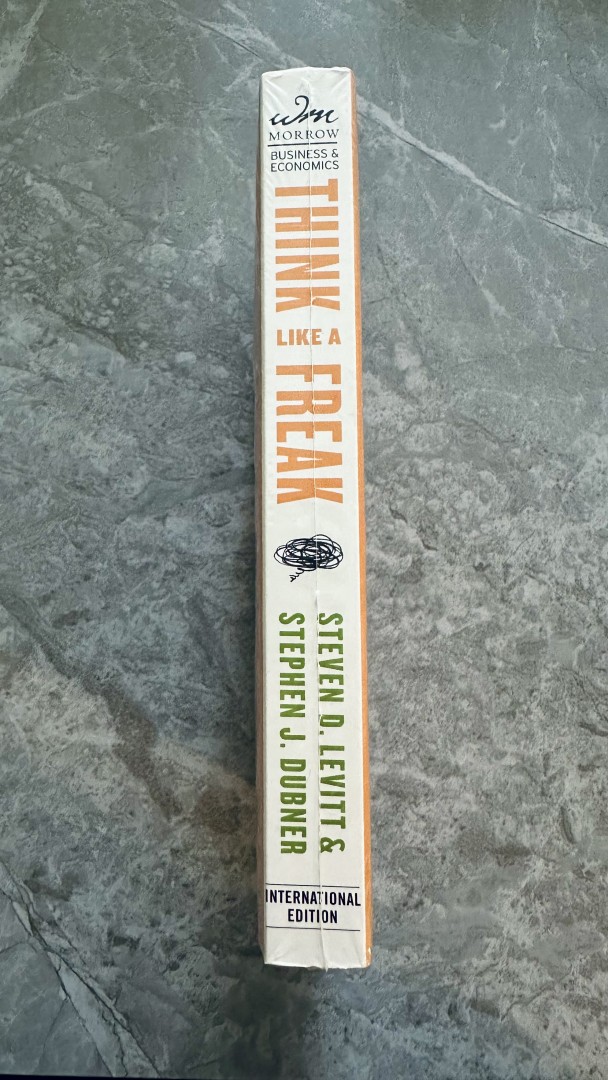 Wm
MORROW
BUSINESS &
ECONOMICS
THINK
LIKE A
FREAK
STEVEN D. LEVITT &
STEPHEN J. DUBNER
INTERNATIONAL
EDITION